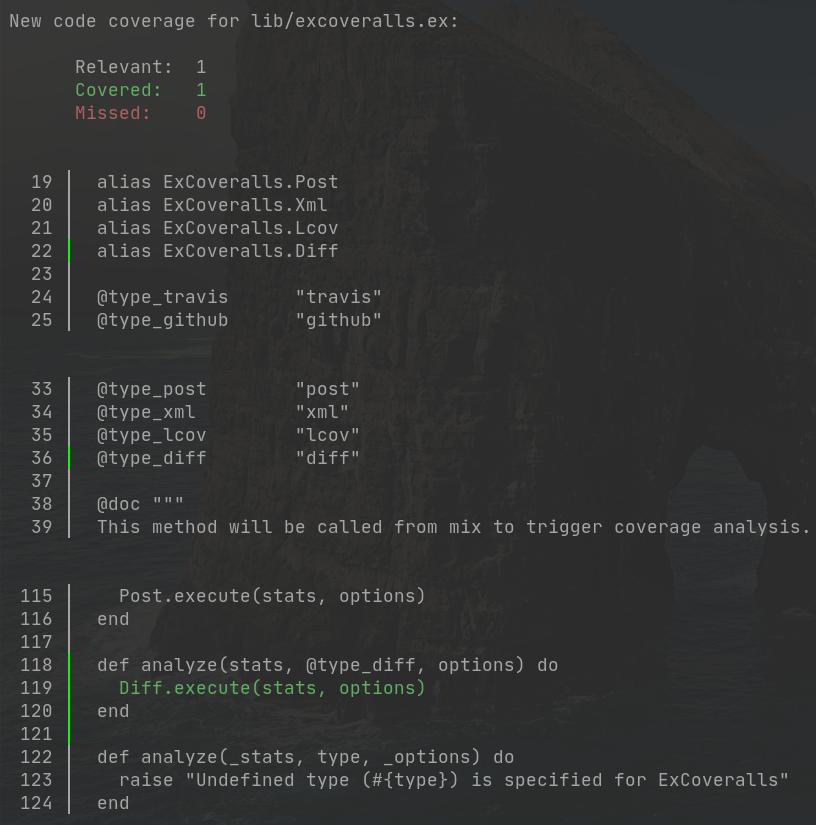 New code coverage for lib/excoveralls.ex:
Relevant:  1
Covered:   1
Missed:    0
19    alias ExCoveralls.Post
20    alias ExCoveralls.Xml
21    alias ExCoveralls.Lcov
22    alias ExCoveralls.Diff
23
24    @type_travis      "travis"
25    @type_github      "github"
33    @type_post        "post"
34    @type_xml         "xml"
35    @type_lcov        "lcov"
36    @type_diff        "diff"
37
38    @doc """
39    This method will be called from mix to trigger coverage analysis.
115      Post.execute(stats, options)
116    end
117
118    def analyze(stats, @type_diff, options) do
119      Diff.execute(stats, options)
120    end
121
122    def analyze(_stats, type, _options) do
123      raise "Undefined type (#{type}) is specified for ExCoveralls"
124    end